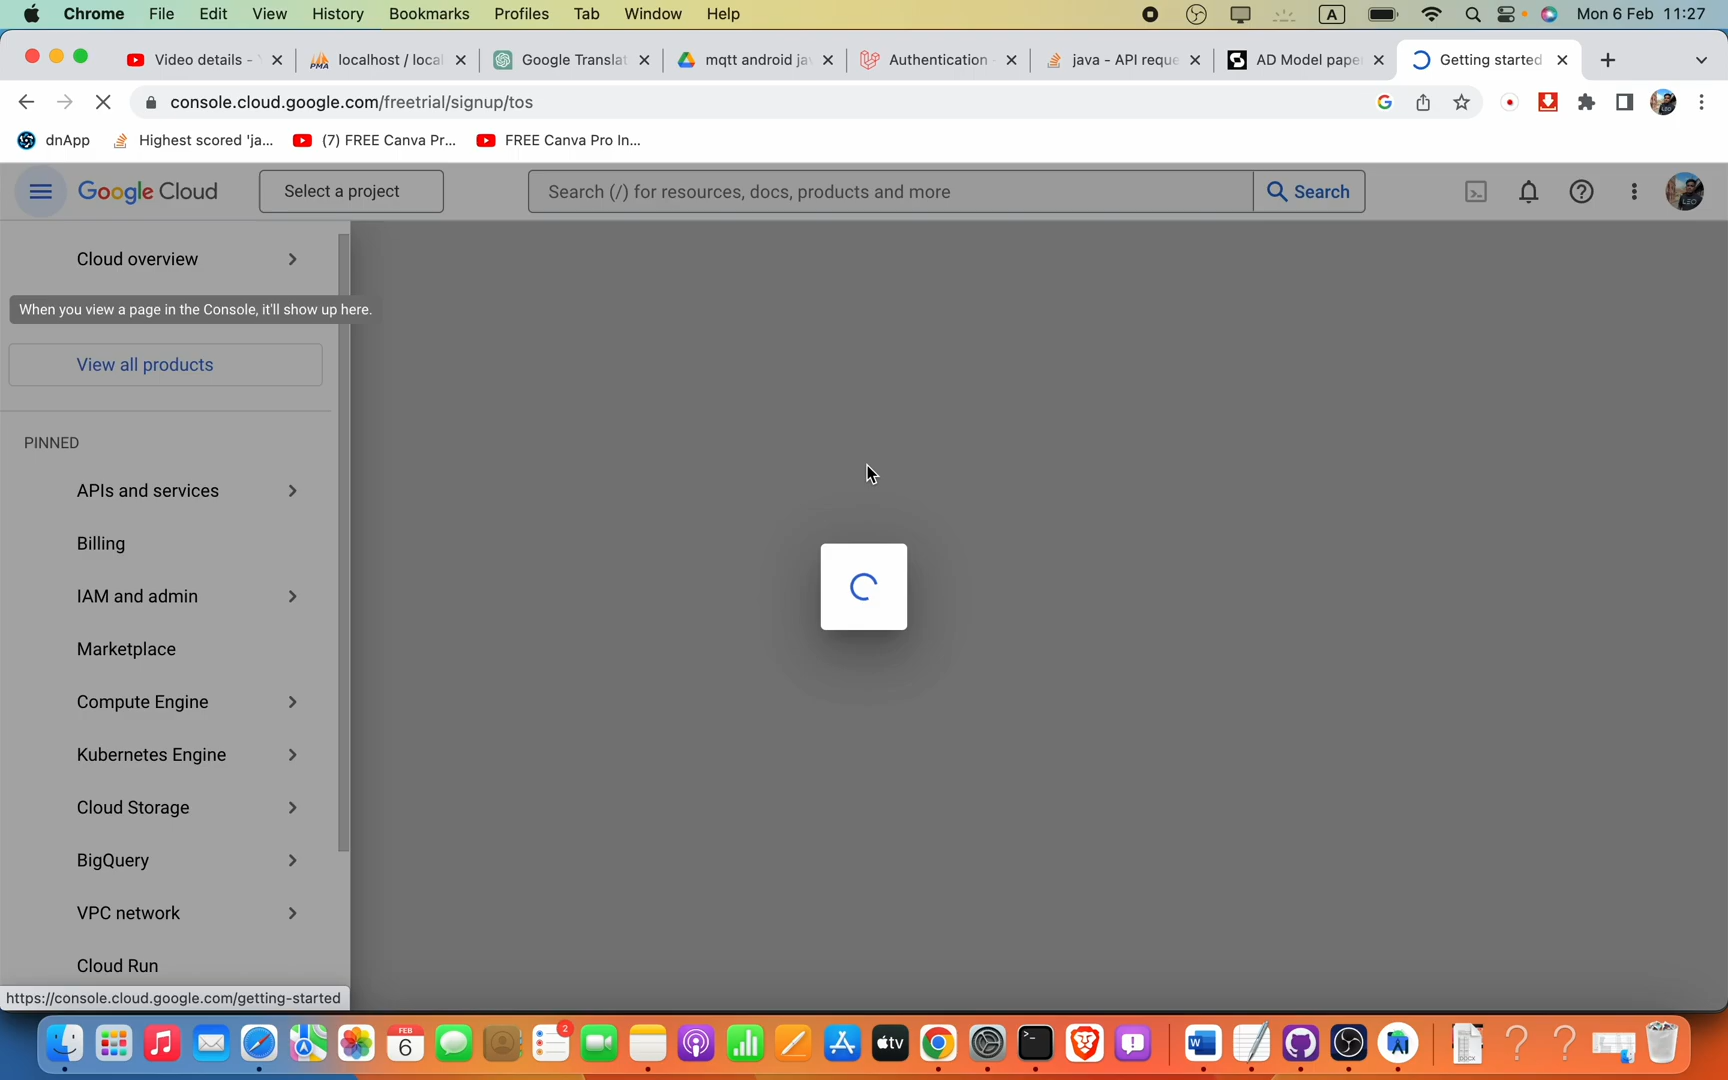 Chrome File Edit View History Bookmarks Profiles Tab Window Help A Mon 6 Feb 11:27
Video details - localhost / local Google Translat mqtt android ja Authentication - java - API reque AD Model pape Getting started
console.cloud.google.com/freetrial/signup/tos
dnApp Highest scored 'ja... (7) FREE Canva Pr... FREE Canva Pro In...
Google Cloud Select a project Search (/) for resources, docs, products and more Search
Cloud overview
When you view a page in the Console, it'll show up here.
View all products
PINNED
APIs and services
Billing
IAM and admin
Marketplace
Compute Engine
Kubernetes Engine
Cloud Storage
BigQuery
VPC network
Cloud Run
https://console.cloud.google.com/getting-started
FEB
6
2
tv
W
DOCX